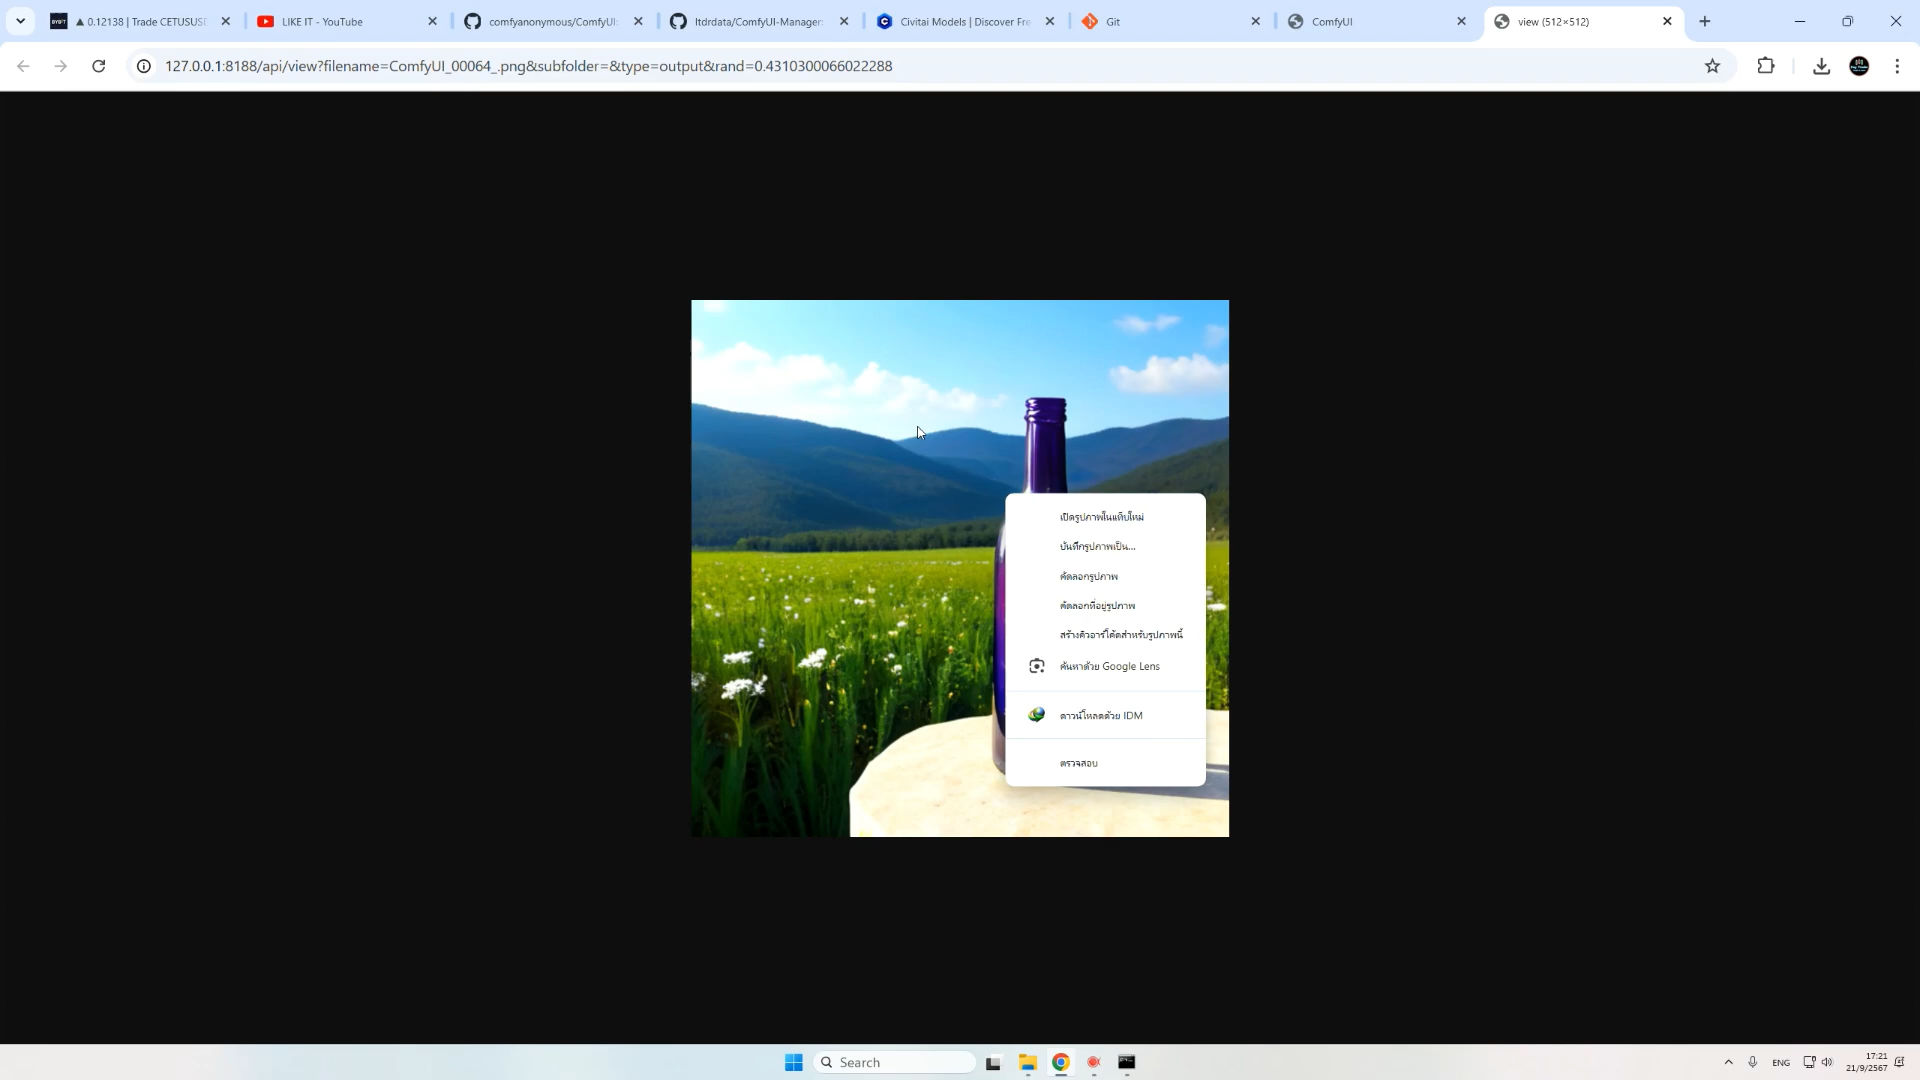 ▲ 0.12138 | Trade CETUSUSD
LIKE IT - YouTube
comfyanonymous/ComfyUI:
ltdrdata/ComfyUI-Manager:
Civitai Models | Discover Fre
Git
ComfyUI
view (512×512)
127.0.0.1:8188/api/view?filename=ComfyUI_00064_.png&subfolder=&type=output&rand=0.4310300066022288
เปิดรูปภาพในแท็บใหม่
บันทึกรูปภาพเป็น...
คัดลอกรูปภาพ
คัดลอกที่อยู่รูปภาพ
สร้างคิวอาร์โค้ดสำหรับรูปภาพนี้
ค้นหาด้วย Google Lens
ดาวน์โหลดด้วย IDM
ตรวจสอบ
Search
ENG
17:21
21/9/2567